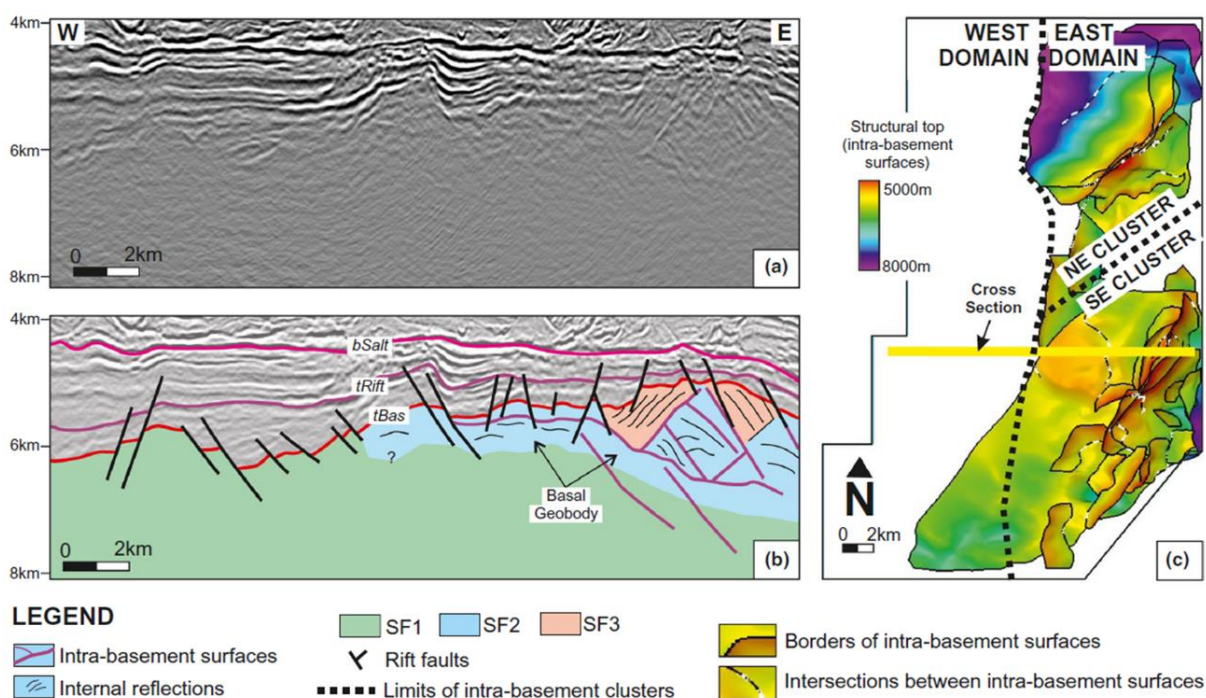 4km
W
E
6km
0 2km
8km
(a)
4km
bSalt
tRift
tBas
6km
?
Basal
Geobody
0 2km
8km
(b)
WEST EAST
DOMAIN DOMAIN
Structural top
(intra-basement
surfaces)
5000m
8000m
NE CLUSTER
SE CLUSTER
Cross
Section
N
0 2km
(c)
LEGEND
Intra-basement surfaces
Internal reflections
SF1 SF2 SF3
Rift faults
Limits of intra-basement clusters
Borders of intra-basement surfaces
Intersections between intra-basement surfaces